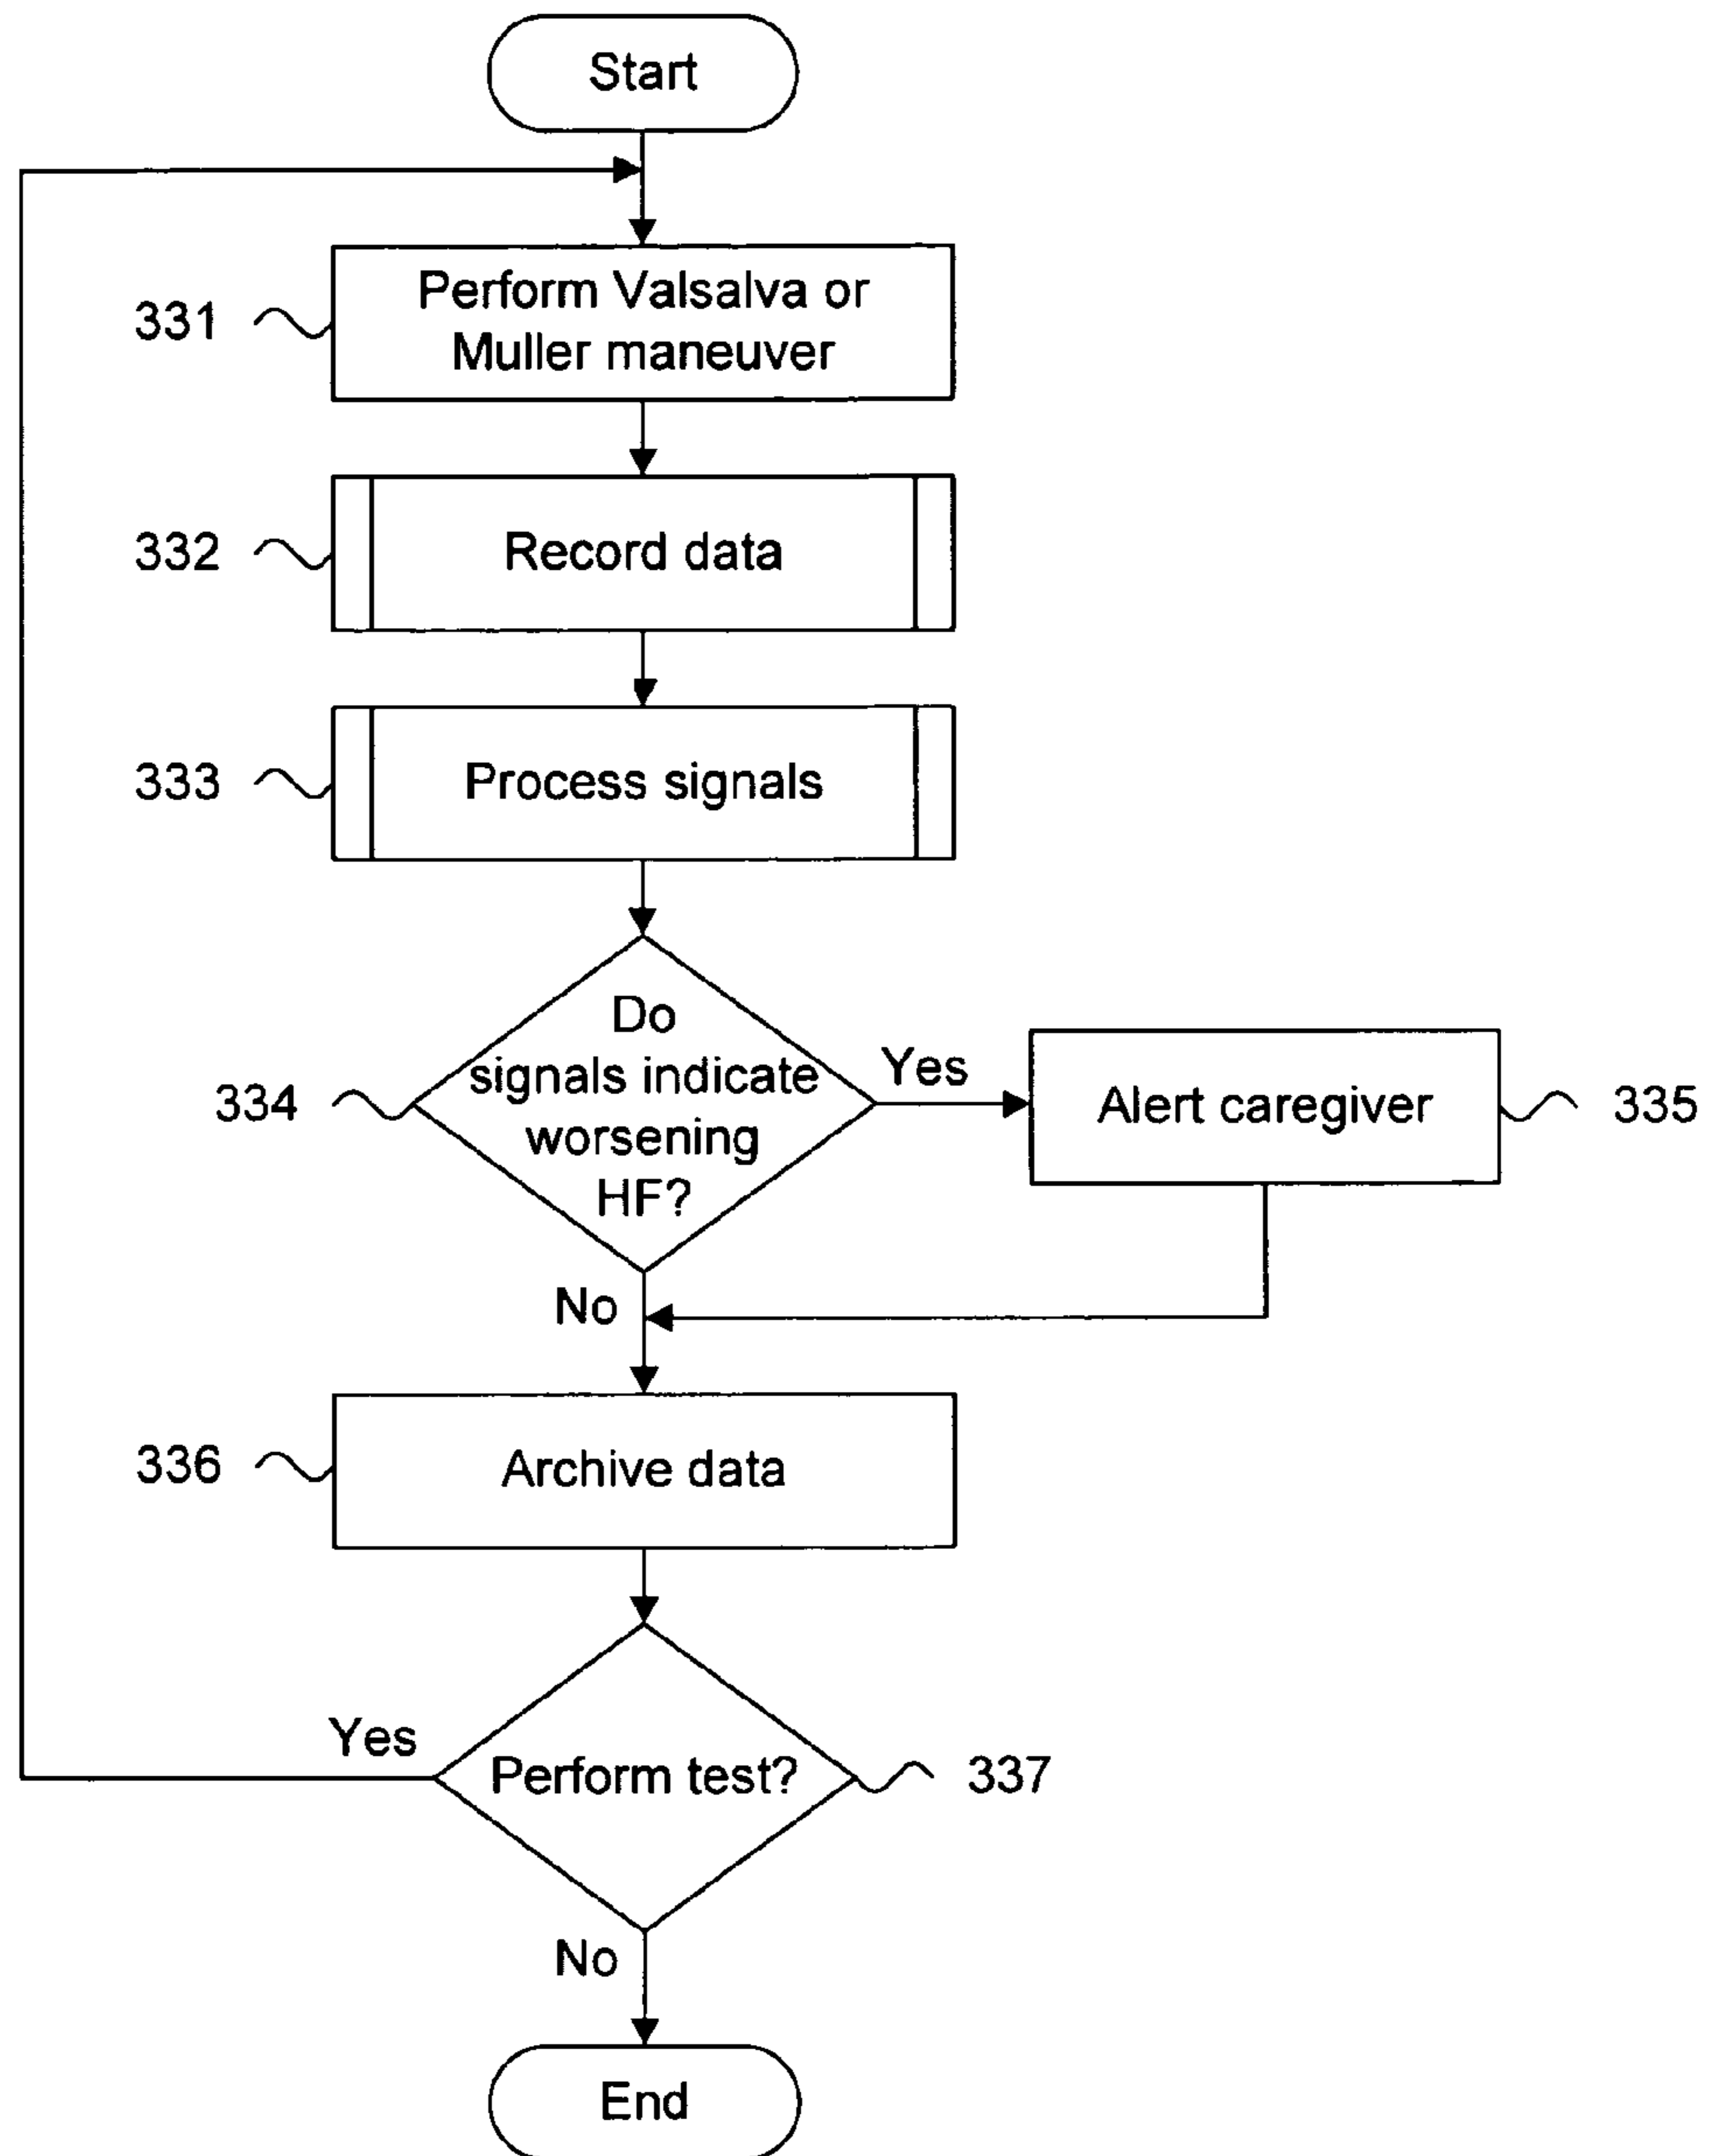 Start
331
Perform Valsalva or
Muller maneuver
332
Record data
333
Process signals
334
Do
signals indicate
worsening
HF?
Yes
Alert caregiver
335
No
336
Archive data
Yes
Perform test?
337
No
End